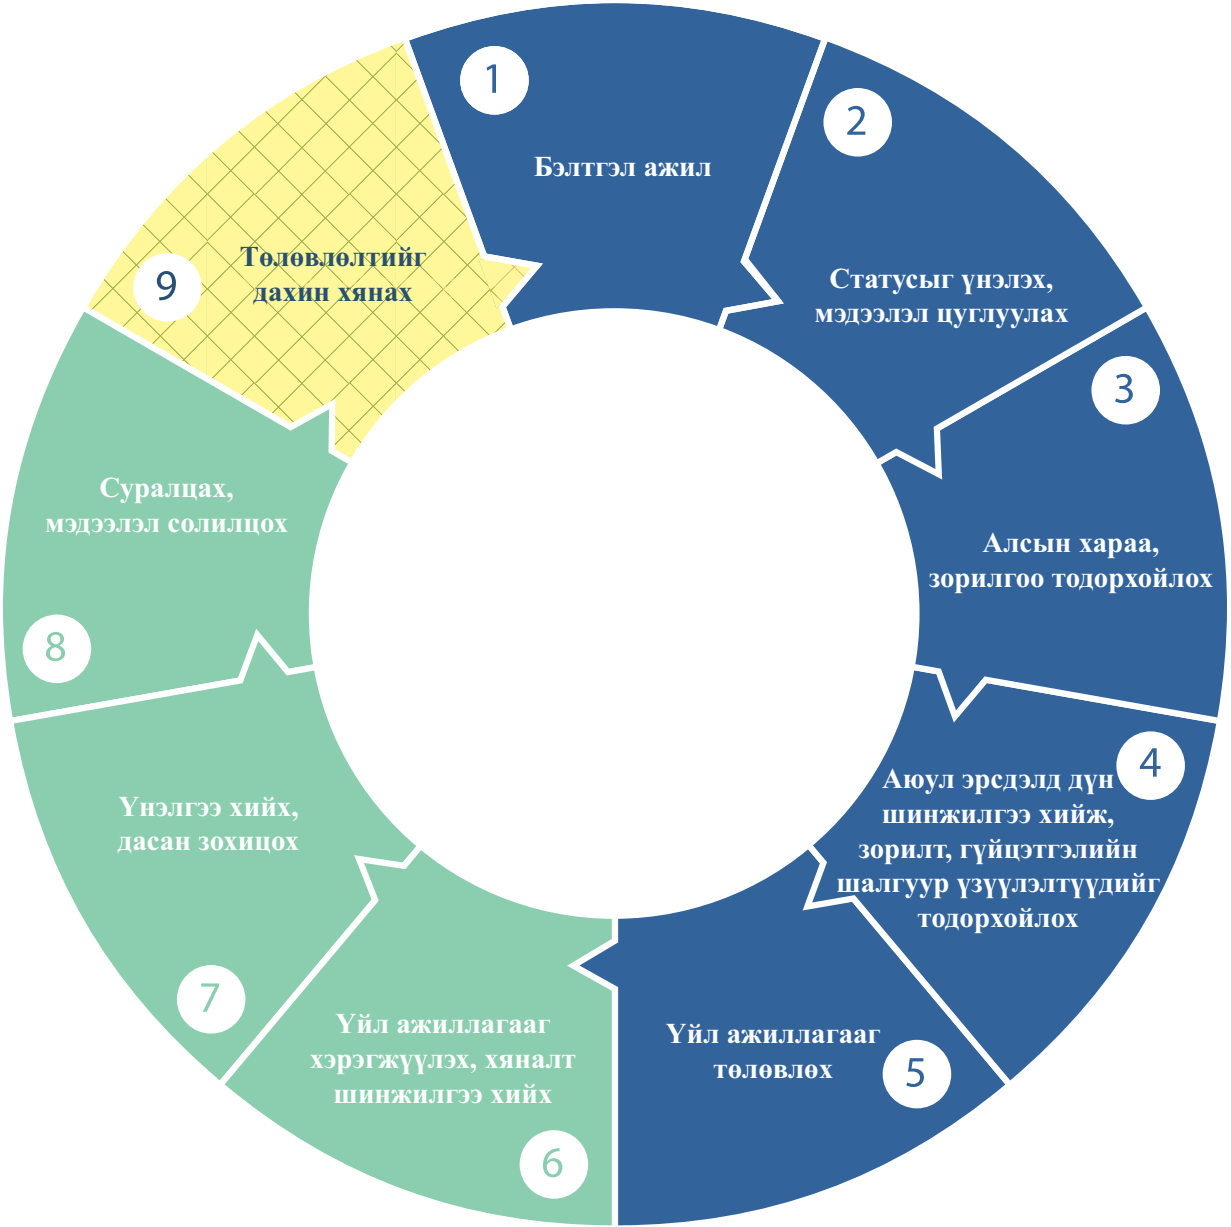 1
Бэлтгэл ажил
2
Статусыг үнэлэх,
мэдээлэл цуглуулах
3
Алсын хараа,
зорилгоо тодорхойлох
4
Аюул эрсдэлд дүн
шинжилгээ хийж,
зорилт, гүйцэтгэлийн
шалгуур үзүүлэлтүүдийг
тодорхойлох
5
Үйл ажиллагааг
төлөвлөх
6
Үйл ажиллагааг
хэрэгжүүлэх, хяналт
шинжилгээ хийх
7
Үнэлгээ хийх,
дасан зохицох
8
Суралцах,
мэдээлэл солилцох
9
Төлөвлөлтийг
дахин хянах